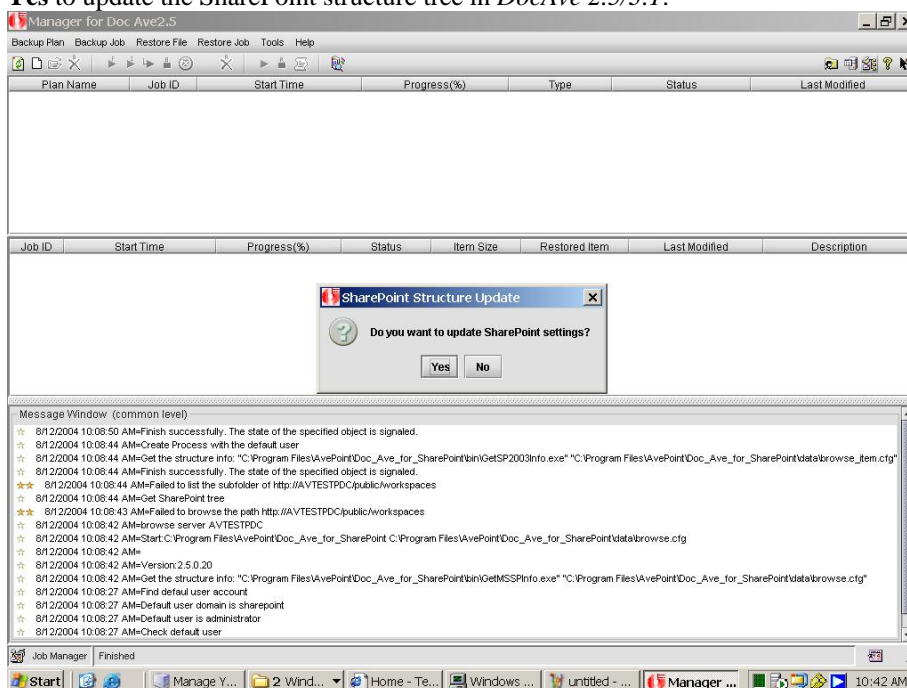 Yes to update the SharePoint structure tree in DocAve 2.5/3.1.
Manager for Doc Ave2.5
Backup Plan Backup Job Restore File Restore Job Tools Help
Plan Name Job ID Start Time Progress(%) Type Status Last Modified
Job ID Start Time Progress(%) Status Item Size Restored Item Last Modified Description
SharePoint Structure Update
Do you want to update SharePoint settings?
Yes No
Message Window (common level)
8/12/2004 10:08:50 AM=Finish successfully. The state of the specified object is signaled.
8/12/2004 10:08:44 AM=Create Process with the default user
8/12/2004 10:08:44 AM=Get the structure info: "C:\Program Files\AvePoint\Doc_Ave_for_SharePoint\bin\GetSP2003Info.exe" "C:\Program Files\AvePoint\Doc_Ave_for_SharePoint\data\browse_item.cfg"
8/12/2004 10:08:44 AM=Finish successfully. The state of the specified object is signaled.
8/12/2004 10:08:44 AM=Failed to list the subfolder of http://AVTESTPDC/public/workspaces
8/12/2004 10:08:44 AM=Get SharePoint tree
8/12/2004 10:08:43 AM=Failed to browse the path http://AVTESTPDC/public/workspaces
8/12/2004 10:08:42 AM=browse server AVTESTPDC
8/12/2004 10:08:42 AM=Start:C:\Program Files\AvePoint\Doc_Ave_for_SharePoint C:\Program Files\AvePoint\Doc_Ave_for_SharePoint\data\browse.cfg
8/12/2004 10:08:42 AM=
8/12/2004 10:08:42 AM=Version:2.5.0.20
8/12/2004 10:08:42 AM=Get the structure info: "C:\Program Files\AvePoint\Doc_Ave_for_SharePoint\bin\GetMSSPInfo.exe" "C:\Program Files\AvePoint\Doc_Ave_for_SharePoint\data\browse.cfg"
8/12/2004 10:08:27 AM=Find defaul user account
8/12/2004 10:08:27 AM=Default user domain is sharepoint
8/12/2004 10:08:27 AM=Default user is administrator
8/12/2004 10:08:27 AM=Check default user
Job Manager Finished
Start Manage Y... 2 Wind... Home - Te... Windows ... untitled - ... Manager ... 10:42 AM